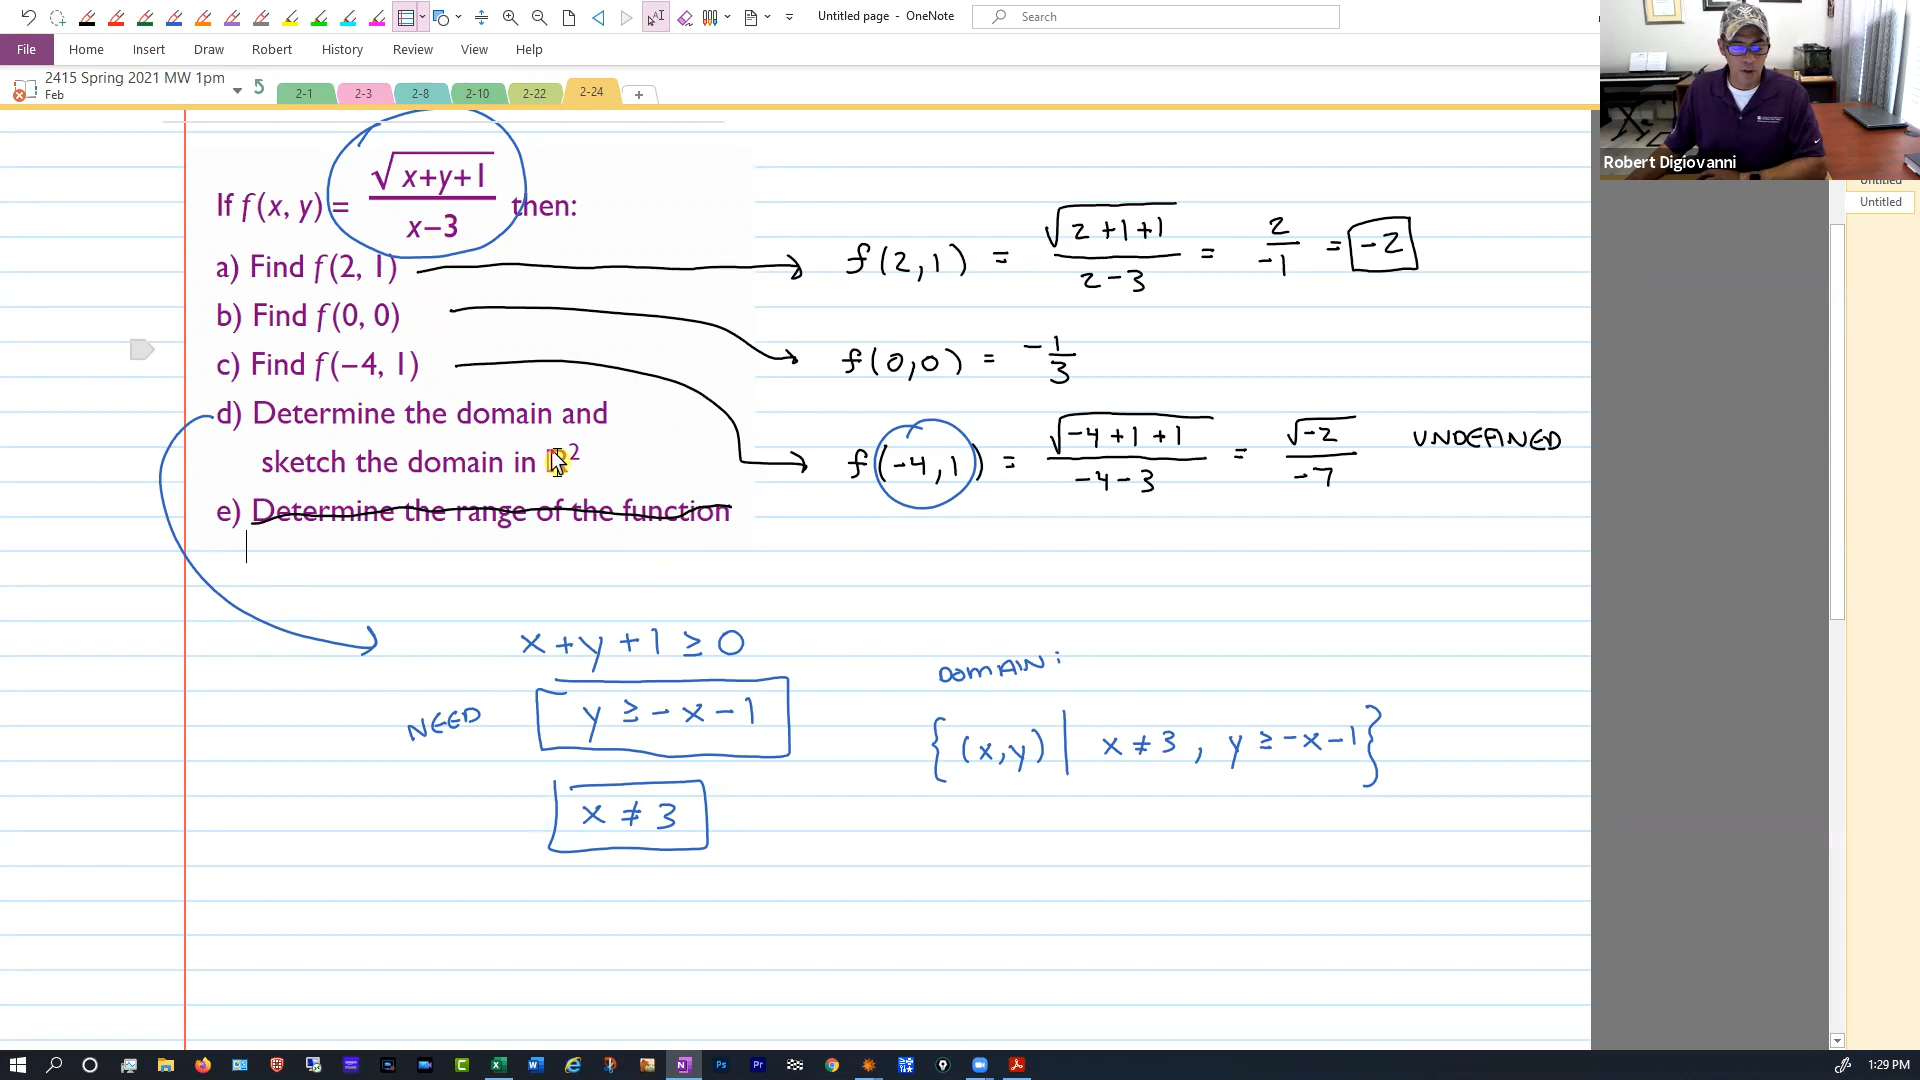 Untitled page - OneNote
Search
File Home Insert Draw Robert History Review View Help
2415 Spring 2021 MW 1pm
Feb
2-1 2-3 2-8 2-10 2-22 2-24 +
Robert Digiovanni
Untitled
Untitled
If f(x, y) = √(x+y+1) / (x−3) then:
a) Find f(2, 1)
b) Find f(0, 0)
c) Find f(−4, 1)
d) Determine the domain and
sketch the domain in ℝ²
e) Determine the range of the function
f(2,1) = √(2+1+1) / (2-3) = 2/-1 = -2
f(0,0) = -1/3
f(-4,1) = √(-4+1+1) / (-4-3) = √-2 / -7 UNDEFINED
x+y+1 ≥ 0
NEED y ≥ -x-1
x ≠ 3
DOMAIN:
{(x,y) | x ≠ 3, y ≥ -x-1}
1:29 PM